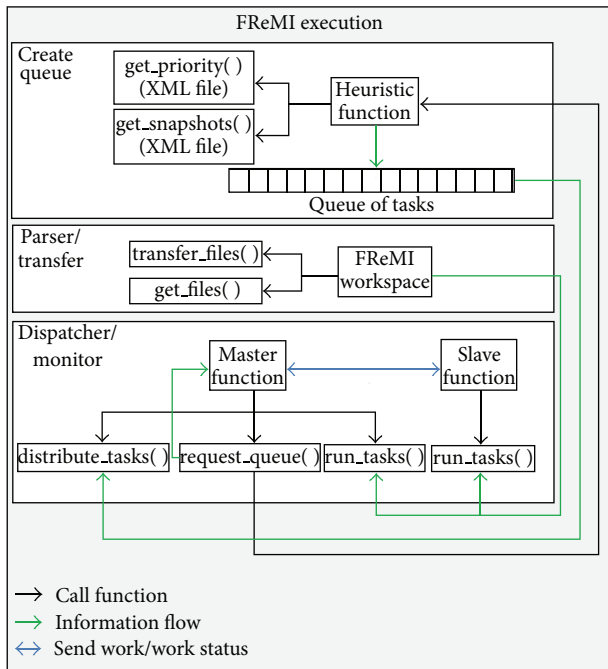 FReMI execution
Create
queue
get_priority( )
(XML file)
get_snapshots( )
(XML file)
Heuristic
function
Queue of tasks
Parser/
transfer
transfer_files( )
get_files( )
FReMI
workspace
Dispatcher/
monitor
Master
function
Slave
function
distribute_tasks( )
request_queue( )
run_tasks( )
run_tasks( )
Call function
Information flow
Send work/work status